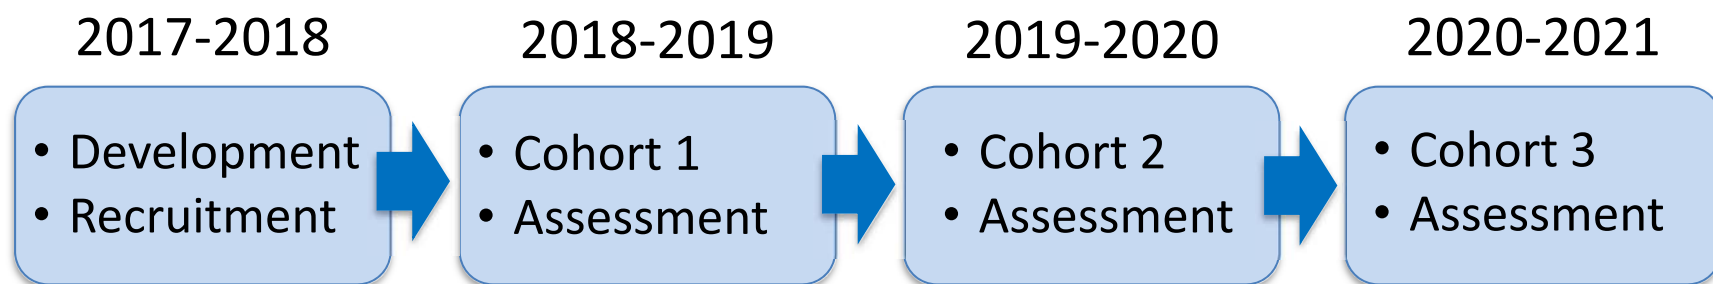 2017-2018
• Development
• Recruitment
2018-2019
• Cohort 1
• Assessment
2019-2020
• Cohort 2
• Assessment
2020-2021
• Cohort 3
• Assessment